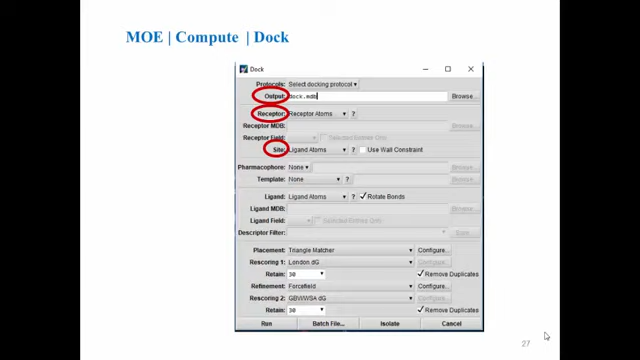 MOE | Compute | Dock
Dock
Protocols: Select docking protocol
Output: dock.mdb Browse
Receptor: Receptor Atoms ?
Receptor MDB: Browse...
Receptor Field: Selected Entries Only
Site: Ligand Atoms ? Use Wall Constraint
Pharmacophore: None Browse...
Template: None ? Browse...
Ligand: Ligand Atoms ? Rotate Bonds
Ligand MDB: Browse...
Ligand Field: Selected Entries Only
Descriptor Filter:
Placement: Triangle Matcher Configure...
Rescoring 1: London dG Configure...
Retain: 30 Remove Duplicates
Refinement: Forcefield Configure...
Rescoring 2: GBVI/WSA dG Configure...
Retain: 30 Remove Duplicates
Run Batch File... Isolate Cancel
27